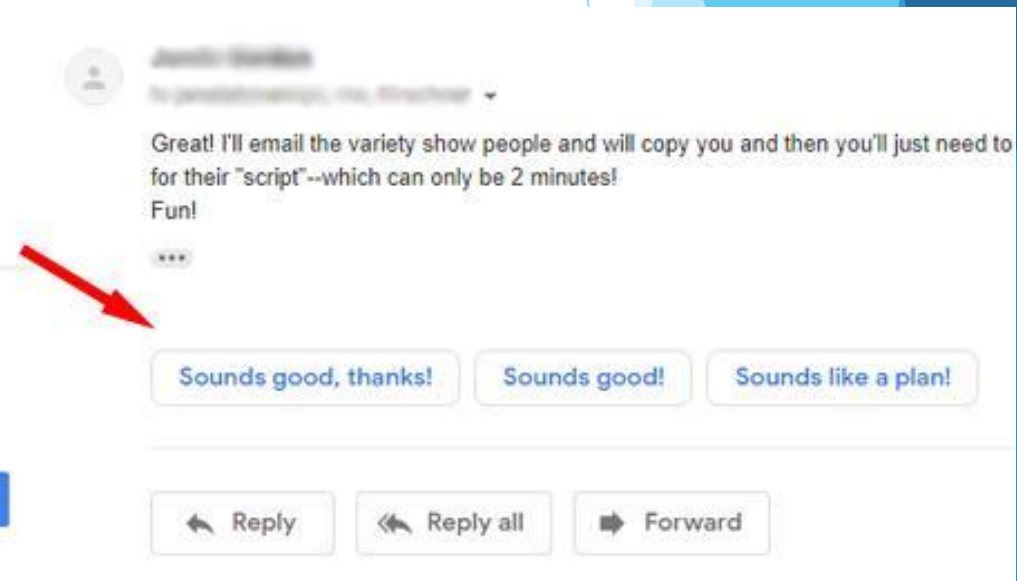 Great! I'll email the variety show people and will copy you and then you'll just need to
for their "script"--which can only be 2 minutes!
Fun!
Sounds good, thanks! Sounds good! Sounds like a plan!
Reply Reply all Forward